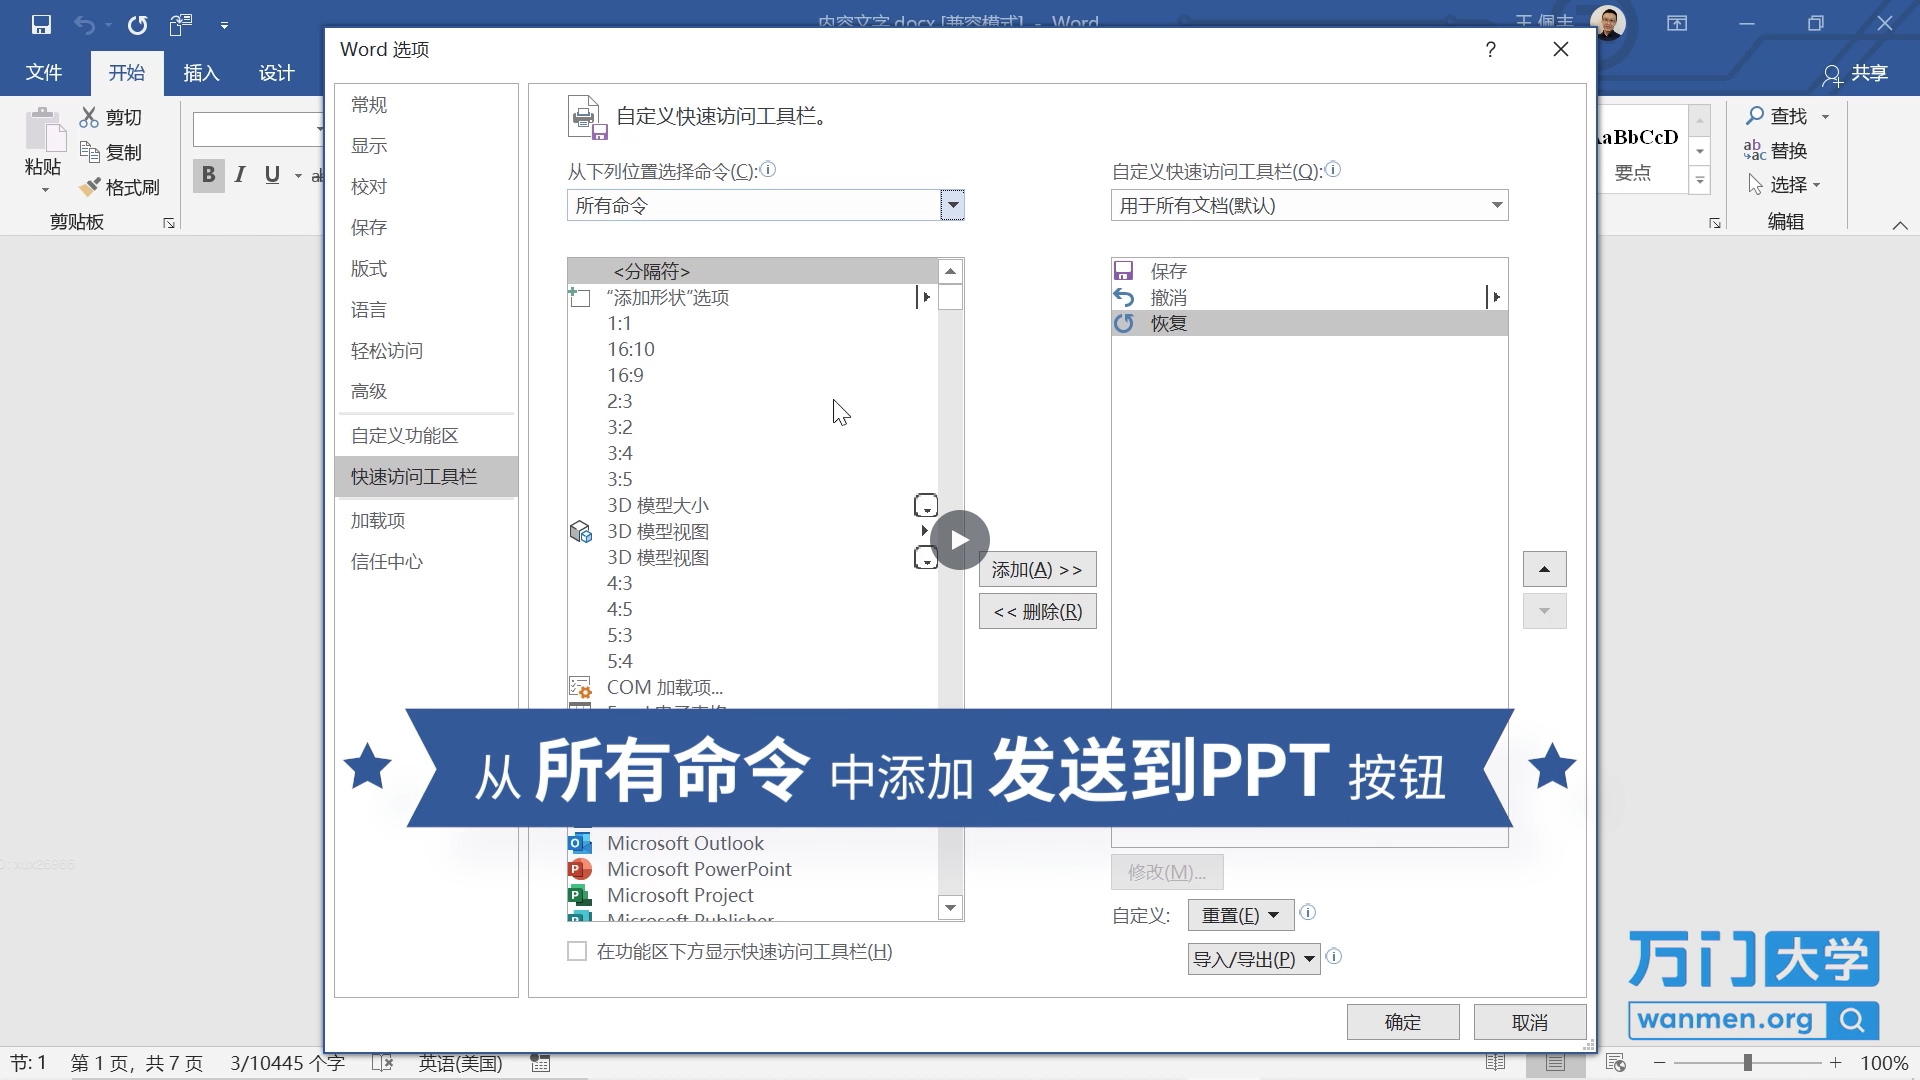 内容文字.docx [兼容模式] - Word
王 佩丰
文件
开始
插入
设计
共享
粘贴
剪切
复制
格式刷
剪贴板
B I U
AaBbCcD
要点
查找
替换
选择
编辑
Word 选项
?
常规
显示
校对
保存
版式
语言
轻松访问
高级
自定义功能区
快速访问工具栏
加载项
信任中心
自定义快速访问工具栏。
从下列位置选择命令(C):
所有命令
<分隔符>
“添加形状”选项
1:1
16:10
16:9
2:3
3:2
3:4
3:5
3D 模型大小
3D 模型视图
3D 模型视图
4:3
4:5
5:3
5:4
COM 加载项...
从 所有命令 中添加 发送到PPT 按钮
Microsoft Outlook
Microsoft PowerPoint
Microsoft Project
Microsoft Publisher
在功能区下方显示快速访问工具栏(H)
添加(A) >>
<< 删除(R)
自定义快速访问工具栏(Q):
用于所有文档(默认)
保存
撤消
恢复
修改(M)...
自定义:
重置(E)
导入/导出(P)
确定
取消
万门大学
wanmen.org
节: 1
第 1 页，共 7 页
3/10445 个字
英语(美国)
100%